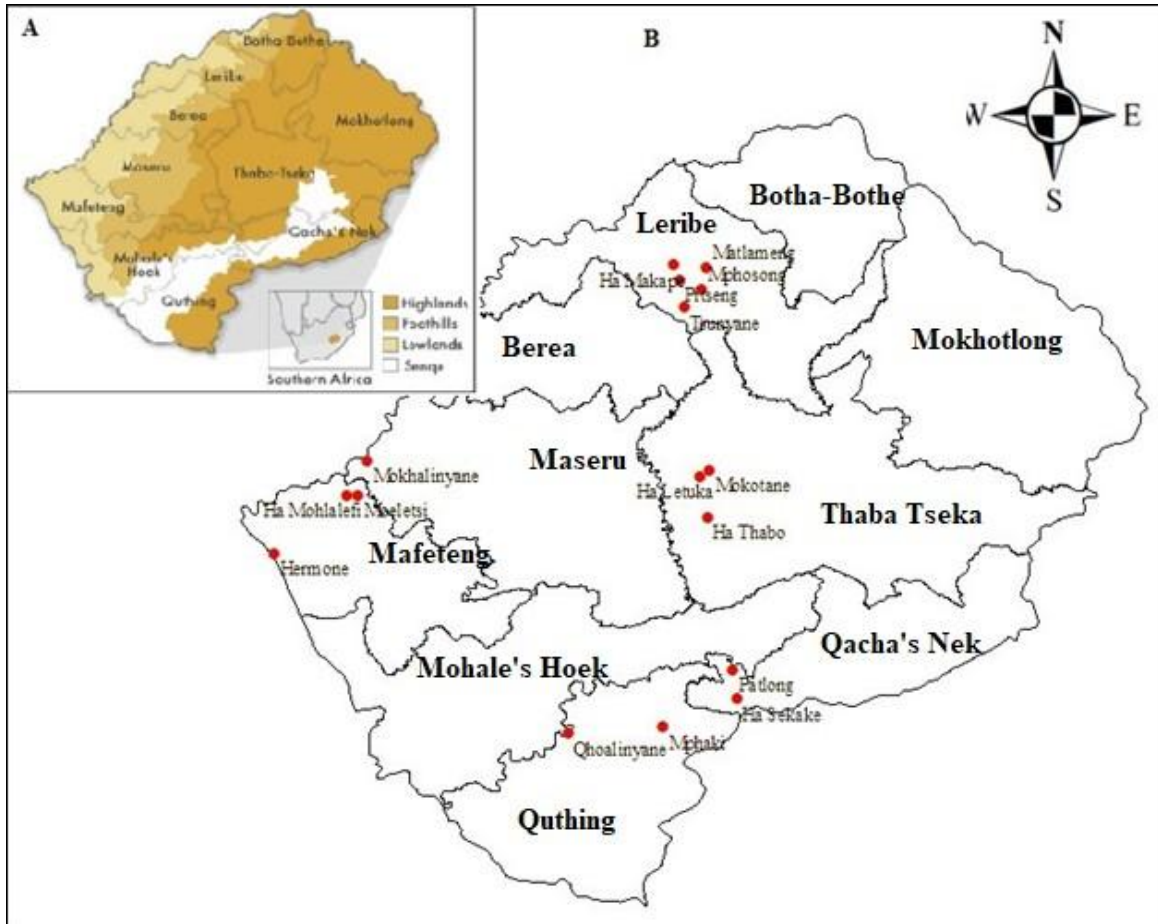 A
Botha-Bothe
Leribe
Berea
Mokhotlong
Maseru
Thaba-Tseka
Mafeteng
Qacha's Nek
Mohale's
Hoek
Quthing
Highlands
Foothills
Lowlands
Senqu
Southern Africa
B
N
W
E
S
Botha-Bothe
Leribe
Matlameng
Ha Makape
Mphosong
Pitseng
Tsunyane
Berea
Mokhotlong
Maseru
Mokhalinyane
Ha Letuka
Mokotane
Ha Mohlalefi
Moeletsi
Thaba Tseka
Ha Thabo
Mafeteng
Hermone
Qacha's Nek
Mohale's Hoek
Patlong
Ha Sekake
Qhoalinyane
Mphaki
Quthing